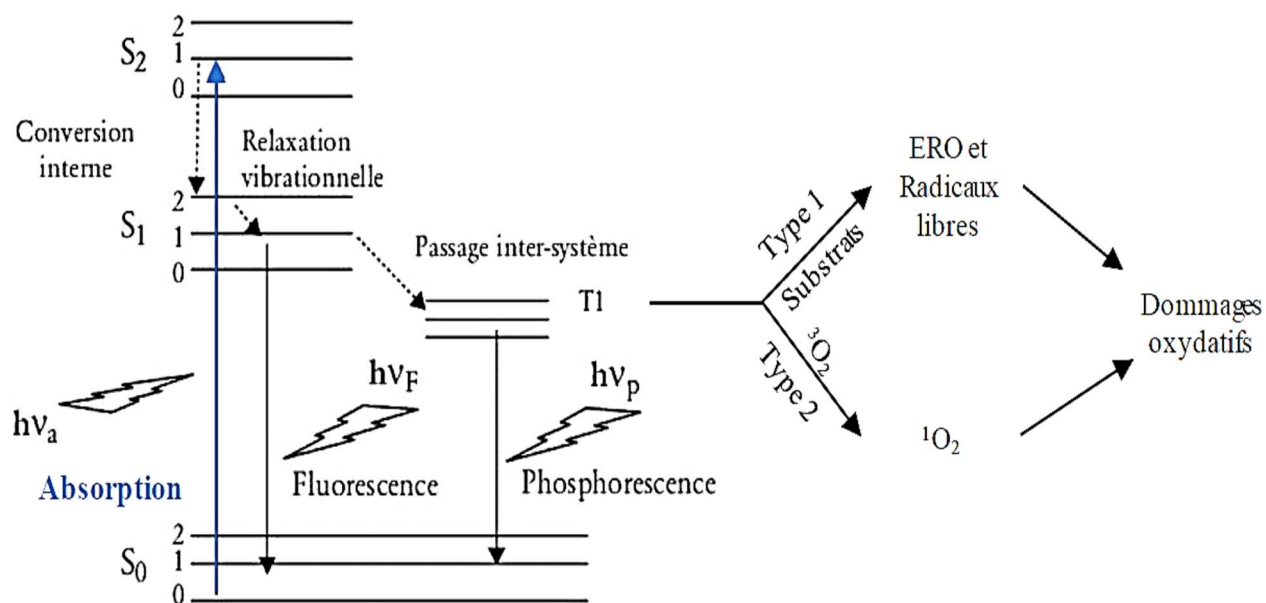 2
S₂ 1
0
Conversion
interne
Relaxation
vibrationnelle
2
S₁ 1
0
Passage inter-système
T1
Type 1
Substrats
³O₂
Type 2
ERO et
Radicaux
libres
¹O₂
Dommages
oxydatifs
hνₐ
hν_F
hνₚ
Absorption
Fluorescence
Phosphorescence
2
S₀ 1
0